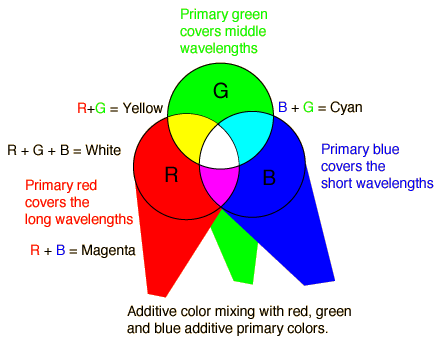 Primary green
covers middle
wavelengths
G
R+G = Yellow
B + G = Cyan
R + G + B = White
Primary blue
covers the
short wavelengths
R
B
Primary red
covers the
long wavelengths
R + B = Magenta
Additive color mixing with red, green
and blue additive primary colors.